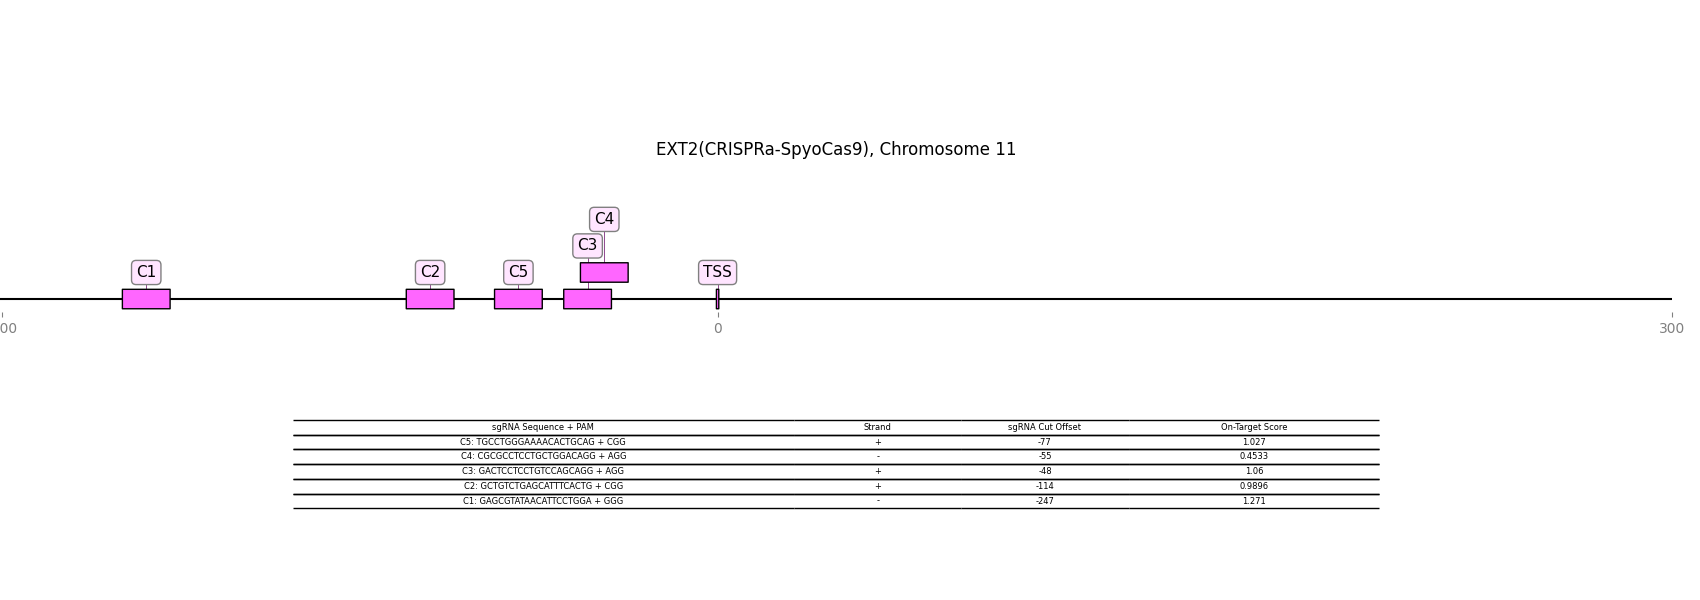 EXT2(CRISPRa-SpyoCas9), Chromosome 11
C4
C3
C1 C2 C5 TSS
00 0 300
sgRNA Sequence + PAM Strand sgRNA Cut Offset On-Target Score
C5: TGCCTGGGAAAACACTGCAG + CGG + -77 1.027
C4: CGCGCCTCCTGCTGGACAGG + AGG - -55 0.4533
C3: GACTCCTCCTGTCCAGCAGG + AGG + -48 1.06
C2: GCTGTCTGAGCATTTCACTG + CGG + -114 0.9896
C1: GAGCGTATAACATTCCTGGA + GGG - -247 1.271